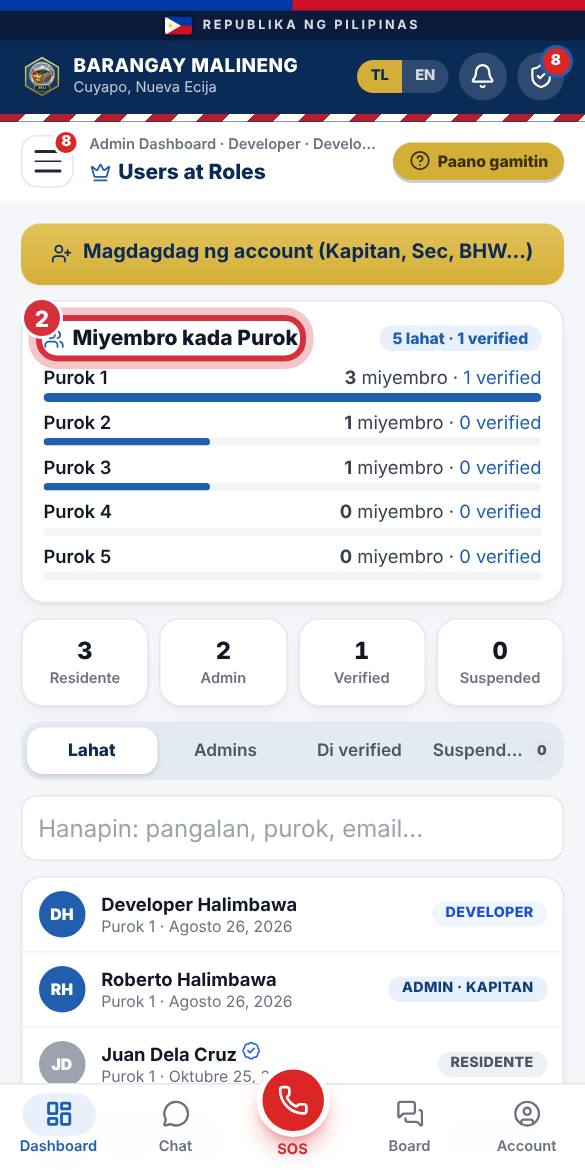 REPUBLIKA NG PILIPINAS
BARANGAY MALINENG
Cuyapo, Nueva Ecija
TL EN
8
8
Admin Dashboard · Developer · Develo...
Users at Roles
Paano gamitin
Magdagdag ng account (Kapitan, Sec, BHW...)
2
Miyembro kada Purok
5 lahat · 1 verified
Purok 1 3 miyembro · 1 verified
Purok 2 1 miyembro · 0 verified
Purok 3 1 miyembro · 0 verified
Purok 4 0 miyembro · 0 verified
Purok 5 0 miyembro · 0 verified
3 2 1 0
Residente Admin Verified Suspended
Lahat Admins Di verified Suspend... 0
Hanapin: pangalan, purok, email...
DH
Developer Halimbawa
Purok 1 · Agosto 26, 2026
DEVELOPER
RH
Roberto Halimbawa
Purok 1 · Agosto 26, 2026
ADMIN · KAPITAN
JD
Juan Dela Cruz
Purok 1 · Oktubre 25,
RESIDENTE
Dashboard Chat SOS Board Account